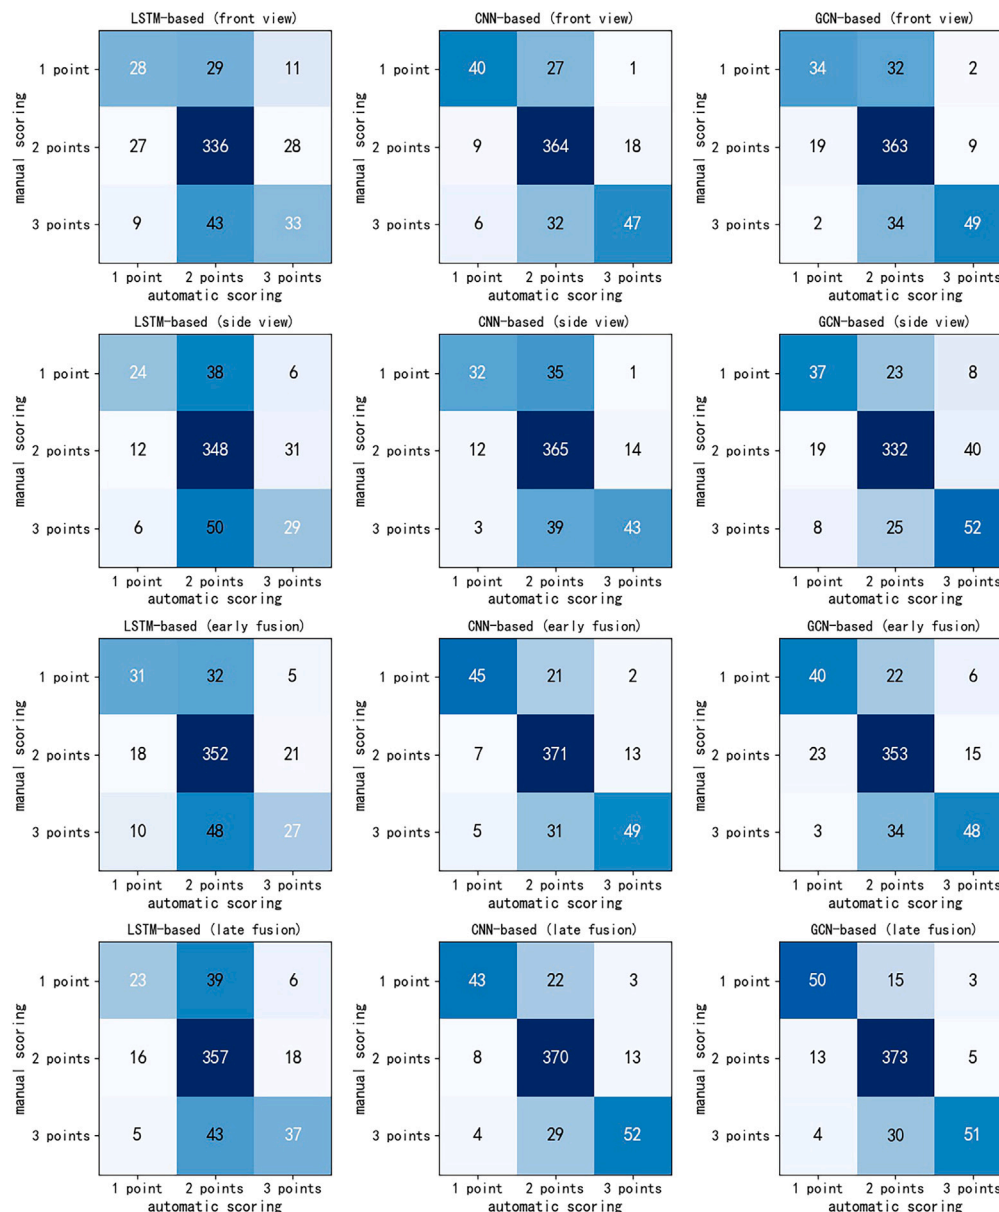 LSTM-based (front view)
1 point
28 29 11
2 points
27 336 28
3 points
9 43 33
manual scoring
1 point 2 points 3 points
automatic scoring
CNN-based (front view)
1 point
40 27 1
2 points
9 364 18
3 points
6 32 47
manual scoring
1 point 2 points 3 points
automatic scoring
GCN-based (front view)
1 point
34 32 2
2 points
19 363 9
3 points
2 34 49
manual scoring
1 point 2 points 3 points
automatic scoring
LSTM-based (side view)
1 point
24 38 6
2 points
12 348 31
3 points
6 50 29
manual scoring
1 point 2 points 3 points
automatic scoring
CNN-based (side view)
1 point
32 35 1
2 points
12 365 14
3 points
3 39 43
manual scoring
1 point 2 points 3 points
automatic scoring
GCN-based (side view)
1 point
37 23 8
2 points
19 332 40
3 points
8 25 52
manual scoring
1 point 2 points 3 points
automatic scoring
LSTM-based (early fusion)
1 point
31 32 5
2 points
18 352 21
3 points
10 48 27
manual scoring
1 point 2 points 3 points
automatic scoring
CNN-based (early fusion)
1 point
45 21 2
2 points
7 371 13
3 points
5 31 49
manual scoring
1 point 2 points 3 points
automatic scoring
GCN-based (early fusion)
1 point
40 22 6
2 points
23 353 15
3 points
3 34 48
manual scoring
1 point 2 points 3 points
automatic scoring
LSTM-based (late fusion)
1 point
23 39 6
2 points
16 357 18
3 points
5 43 37
manual scoring
1 point 2 points 3 points
automatic scoring
CNN-based (late fusion)
1 point
43 22 3
2 points
8 370 13
3 points
4 29 52
manual scoring
1 point 2 points 3 points
automatic scoring
GCN-based (late fusion)
1 point
50 15 3
2 points
13 373 5
3 points
4 30 51
manual scoring
1 point 2 points 3 points
automatic scoring